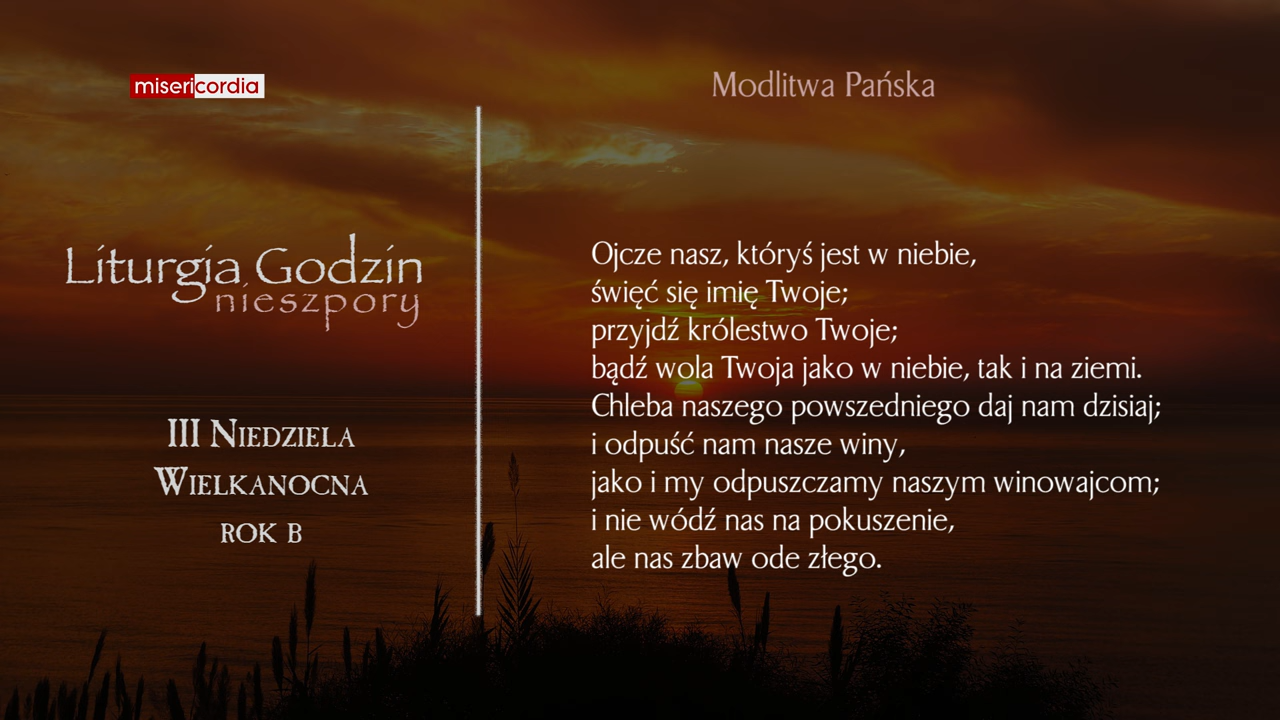 misericordia
Liturgia Godzin
nieszpory
III Niedziela
Wielkanocna
rok B
Modlitwa Pańska
Ojcze nasz, któryś jest w niebie,
święć się imię Twoje;
przyjdź królestwo Twoje;
bądź wola Twoja jako w niebie, tak i na ziemi.
Chleba naszego powszedniego daj nam dzisiaj;
i odpuść nam nasze winy,
jako i my odpuszczamy naszym winowajcom;
i nie wódź nas na pokuszenie,
ale nas zbaw ode złego.